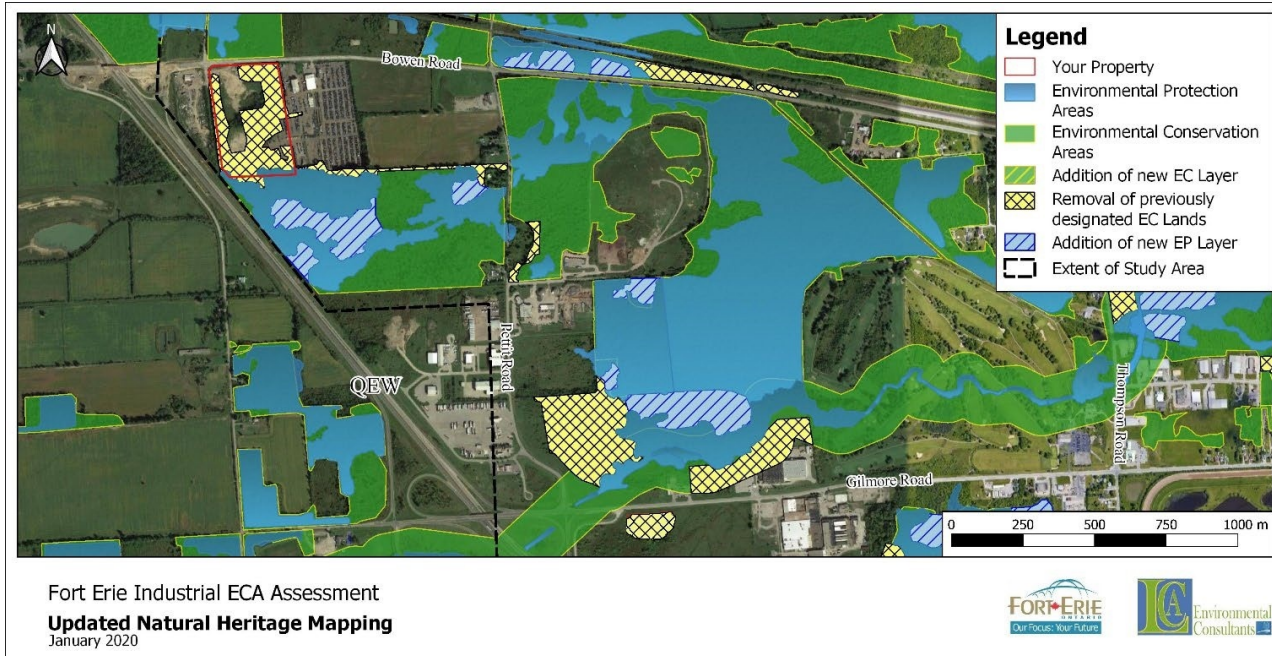 N
Bowen Road
QEW
Pettit Road
Thompson Road
Gilmore Road
Legend
Your Property
Environmental Protection
Areas
Environmental Conservation
Areas
Addition of new EC Layer
Removal of previously
designated EC Lands
Addition of new EP Layer
Extent of Study Area
0 250 500 750 1000 m
Fort Erie Industrial ECA Assessment
Updated Natural Heritage Mapping
January 2020
FORT ERIE
ONTARIO
Our Focus: Your Future
LCA
Environmental
Consultants